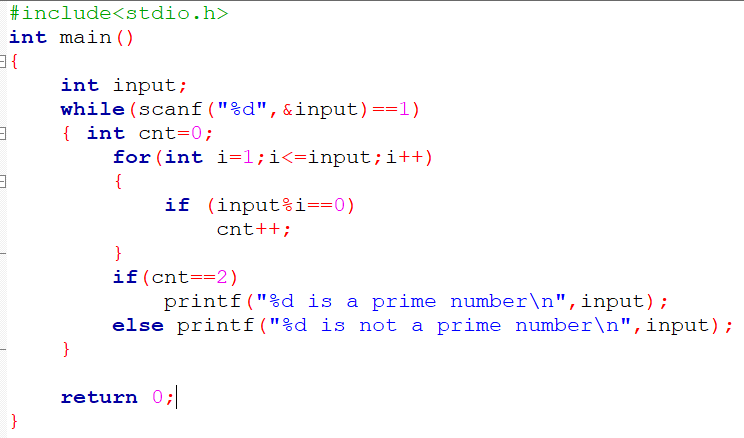 #include<stdio.h>
int main()
{
    int input;
    while(scanf("%d",&input)==1)
    { int cnt=0;
        for(int i=1;i<=input;i++)
        {
            if (input%i==0)
                cnt++;
        }
        if(cnt==2)
            printf("%d is a prime number\n",input);
        else printf("%d is not a prime number\n",input);
    }

    return 0;
}